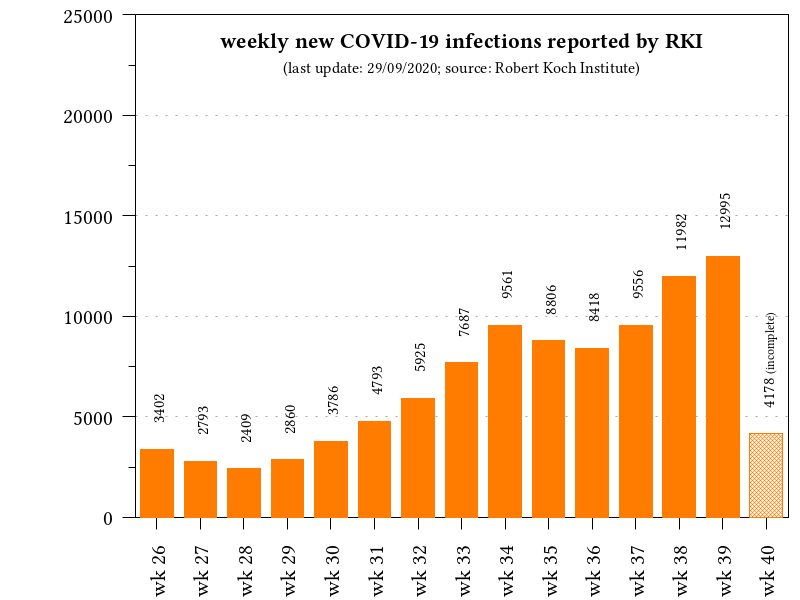 weekly new COVID-19 infections reported by RKI
(last update: 29/09/2020; source: Robert Koch Institute)
25000
20000
15000
10000
5000
0
3402
2793
2409
2860
3786
4793
5925
7687
9561
8806
8418
9556
11982
12995
4178 (incomplete)
wk 26
wk 27
wk 28
wk 29
wk 30
wk 31
wk 32
wk 33
wk 34
wk 35
wk 36
wk 37
wk 38
wk 39
wk 40